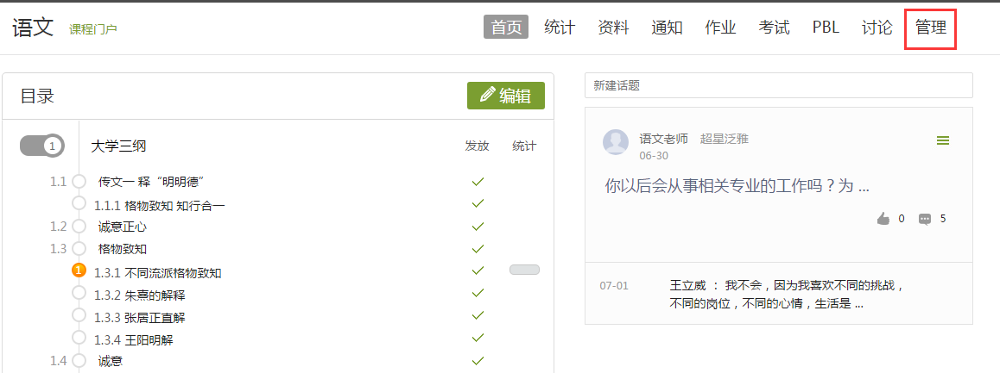 语文 课程门户 首页 统计 资料 通知 作业 考试 PBL 讨论 管理
目录 编辑
1 大学三纲 发放 统计
1.1 传文一 释“明明德”
1.1.1 格物致知 知行合一
1.2 诚意正心
1.3 格物致知
1 1.3.1 不同流派格物致知
1.3.2 朱熹的解释
1.3.3 张居正直解
1.3.4 王阳明解
1.4 诚意
新建话题
语文老师 超星泛雅
06-30
你以后会从事相关专业的工作吗？为 ...
0 5
07-01 王立威 ： 我不会，因为我喜欢不同的挑战，
不同的岗位，不同的心情，生活是 ...